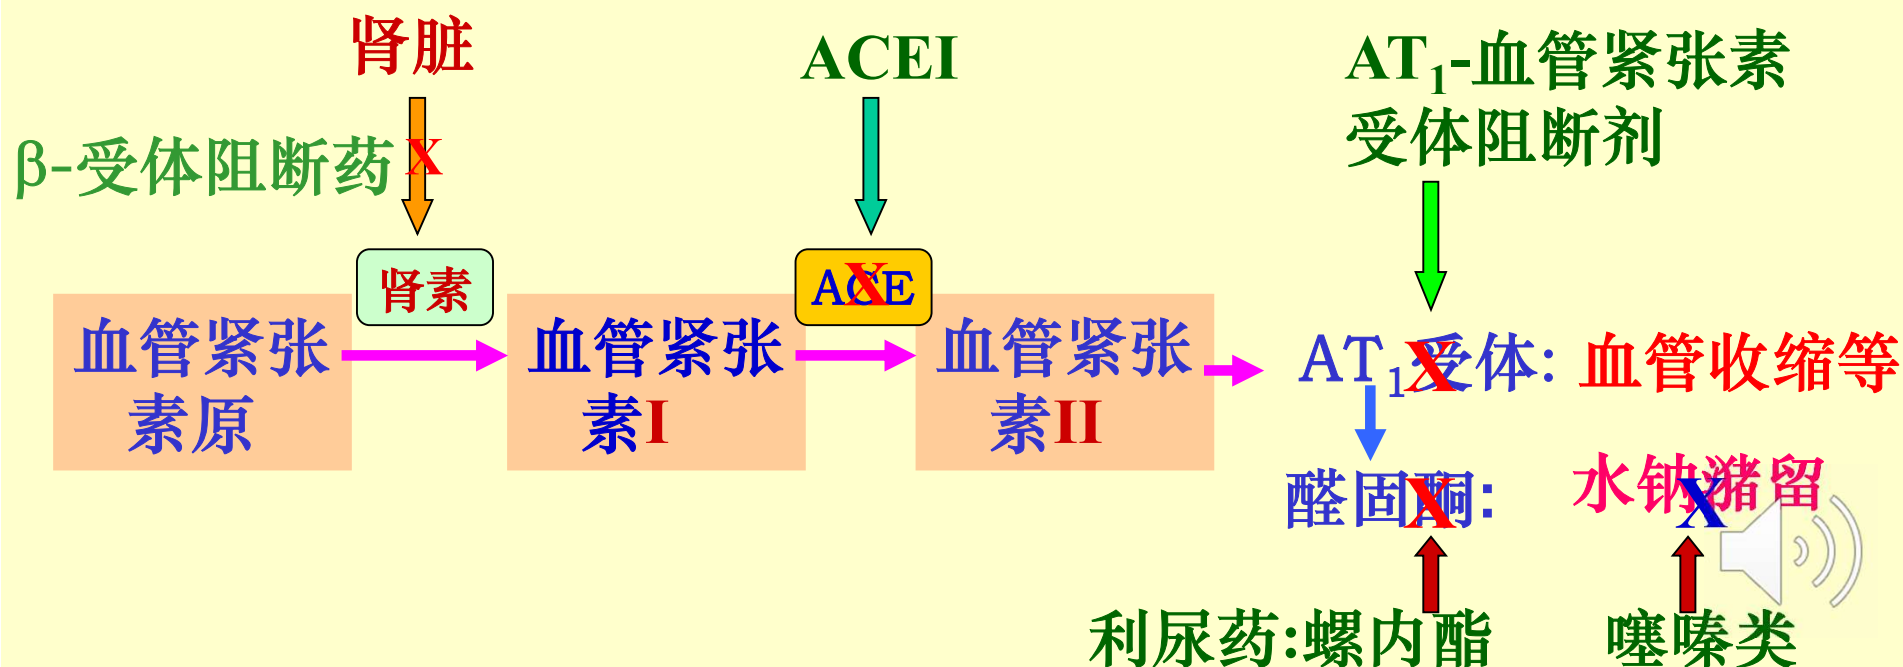 肾脏
ACEI
AT1-血管紧张素
受体阻断剂
β-受体阻断药 X
肾素
ACE
X
血管紧张
素原
血管紧张
素I
血管紧张
素II
AT1受体: 血管收缩等
X
醛固酮: 水钠潴留
X
X
利尿药:螺内酯
噻嗪类